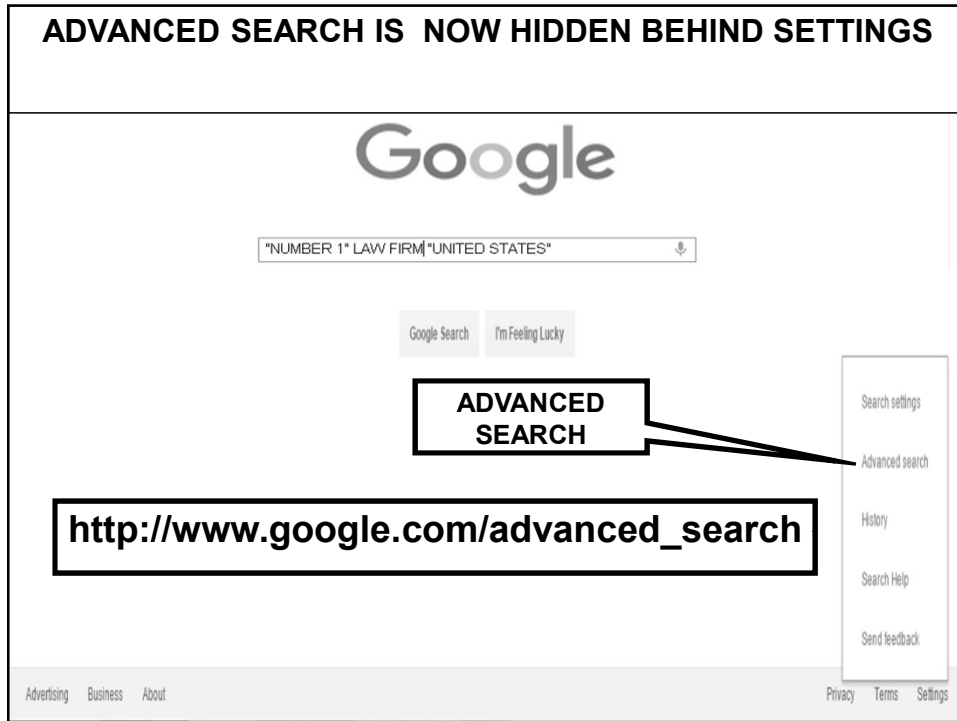 ADVANCED SEARCH IS NOW HIDDEN BEHIND SETTINGS
Google
"NUMBER 1" LAW FIRM "UNITED STATES"
Google Search I'm Feeling Lucky
ADVANCED
SEARCH
http://www.google.com/advanced_search
Search settings
Advanced search
History
Search Help
Send feedback
Advertising Business About Privacy Terms Settings